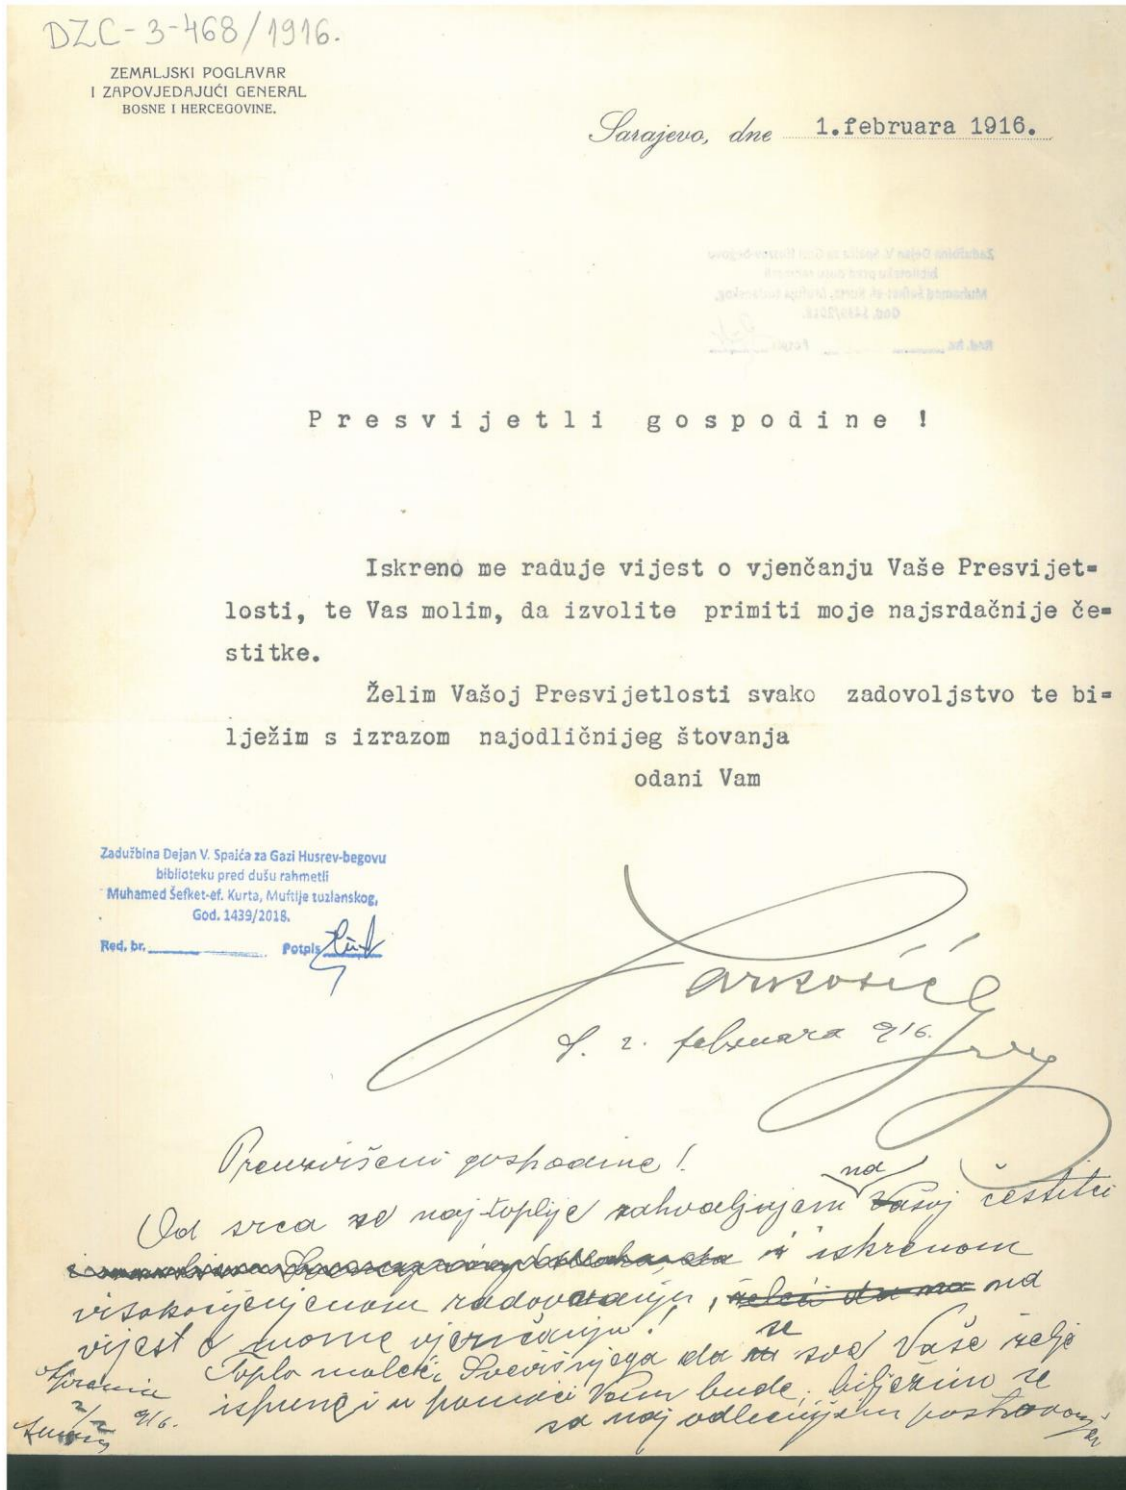 DZC-3-468/1916.
ZEMALJSKI POGLAVAR
I ZAPOVJEDAJUĆI GENERAL
BOSNE I HERCEGOVINE.
Sarajevo, dne 1.februara 1916.
Presvijetli gospodine !
Iskreno me raduje vijest o vjenčanju Vaše Presvijet=
losti, te Vas molim, da izvolite primiti moje najsrdačnije če=
stitke.
Želim Vašoj Presvijetlosti svako zadovoljstvo te bi=
lježim s izrazom najodličnijeg štovanja
odani Vam
Zadužbina Dejan V. Spaića za Gazi Husrev-begovu
biblioteku pred dušu rahmetli
Muhamed Šefket-ef. Kurta, Muftije tuzlanskog,
God. 1439/2018.
Red. br. Potpis
Sarkotić
S. 2. februara 916.
Preuzvišeni gospodine !
Od srca se naj-toplije zahvaljujem na Vašoj čestitci
i iskrenom
visokocijenjenom radovanju, na
vijest o mome vjenčanju!
Toplo moleći Svevišnjega da se sve Vaše želje
ispune i u pomoći Vam bude, bilježim se
sa naj odličnijem poštovanjem
2/2 916.